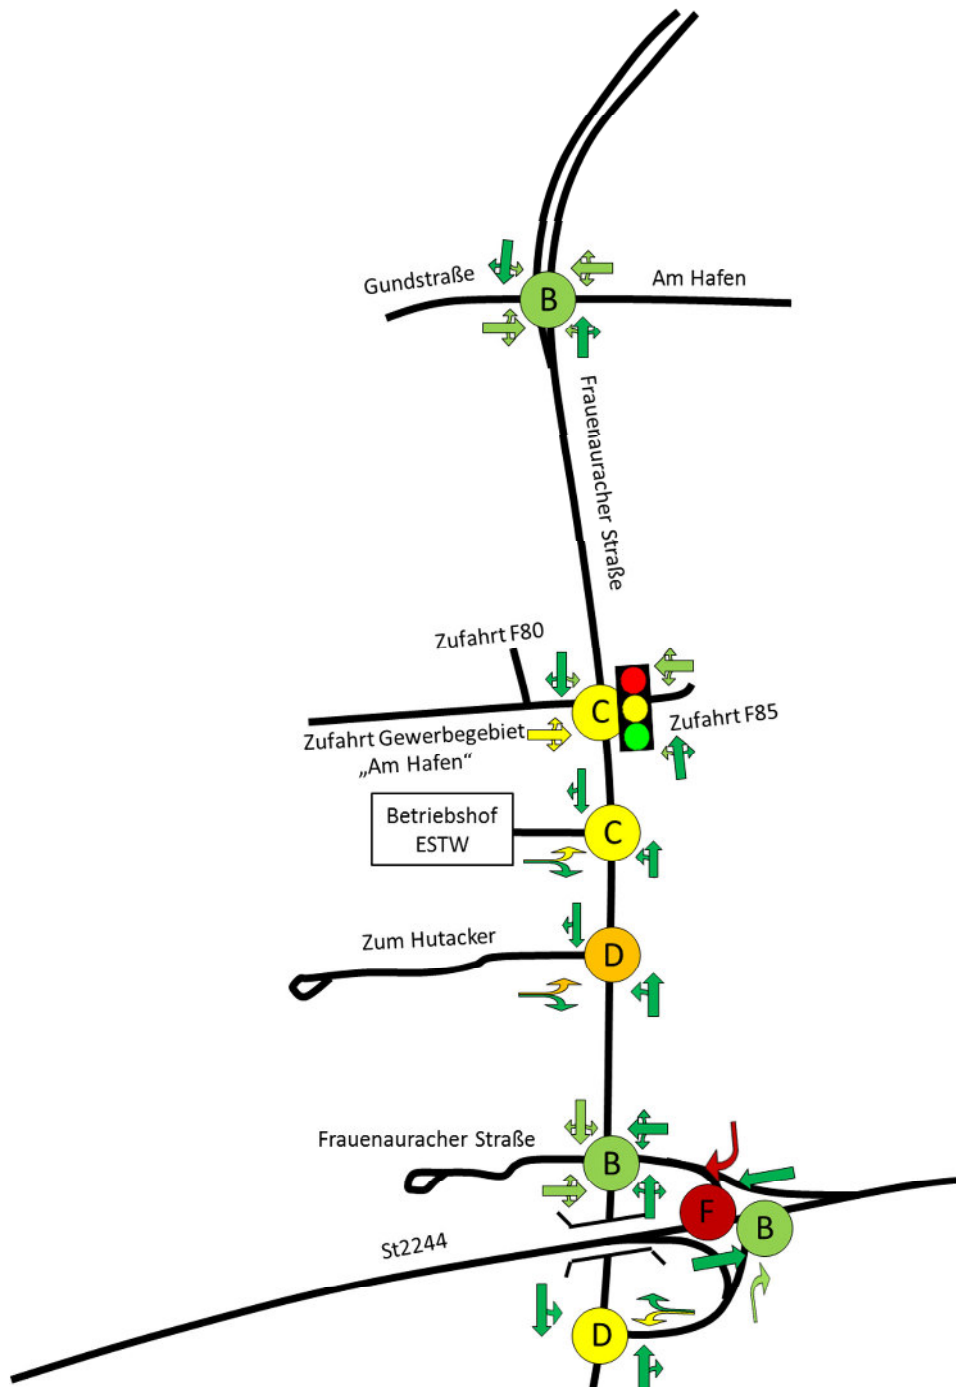 Gundstraße
Am Hafen
B
Frauenauracher Straße
Zufahrt F80
C
Zufahrt F85
Zufahrt Gewerbegebiet
„Am Hafen“
Betriebshof
ESTW
C
Zum Hutacker
D
Frauenauracher Straße
B
F
B
St2244
D